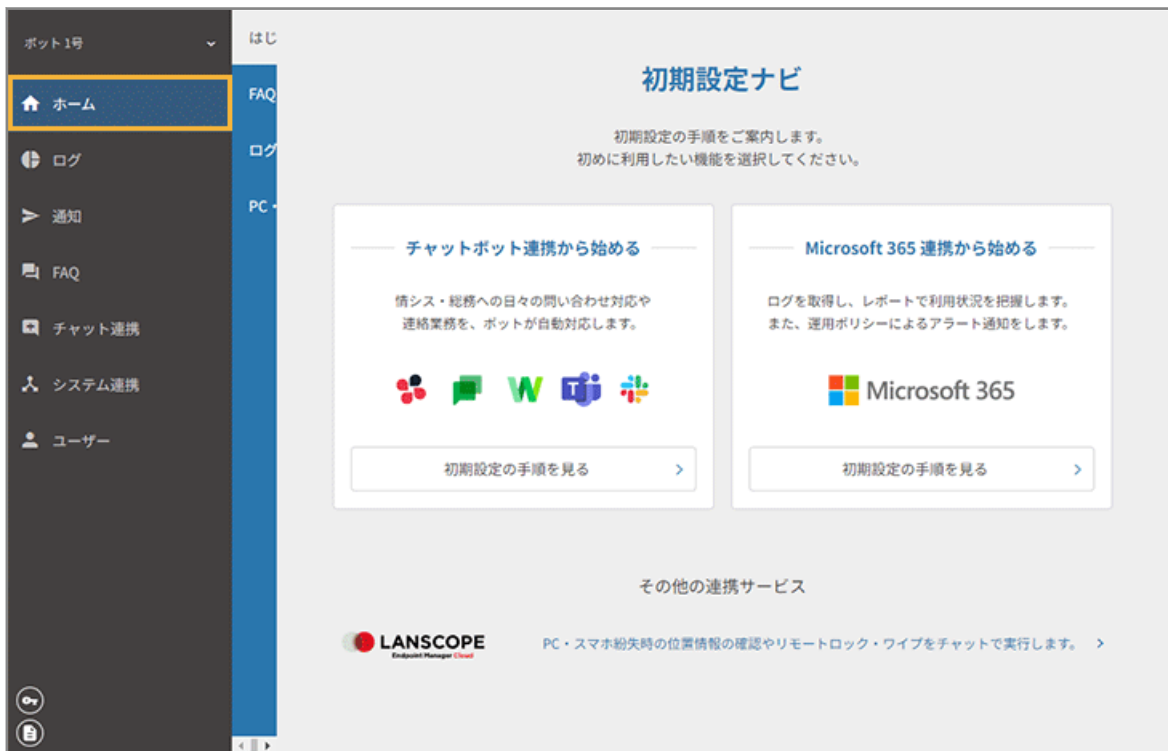 ボット1号
ホーム
ログ
通知
FAQ
チャット連携
システム連携
ユーザー
はじ
FAQ
ログ
PC・
初期設定ナビ
初期設定の手順をご案内します。
初めに利用したい機能を選択してください。
チャットボット連携から始める
情シス・総務への日々の問い合わせ対応や
連絡業務を、ボットが自動対応します。
初期設定の手順を見る
Microsoft 365 連携から始める
ログを取得し、レポートで利用状況を把握します。
また、運用ポリシーによるアラート通知をします。
Microsoft 365
初期設定の手順を見る
その他の連携サービス
LANSCOPE
Endpoint Manager Cloud
PC・スマホ紛失時の位置情報の確認やリモートロック・ワイプをチャットで実行します。